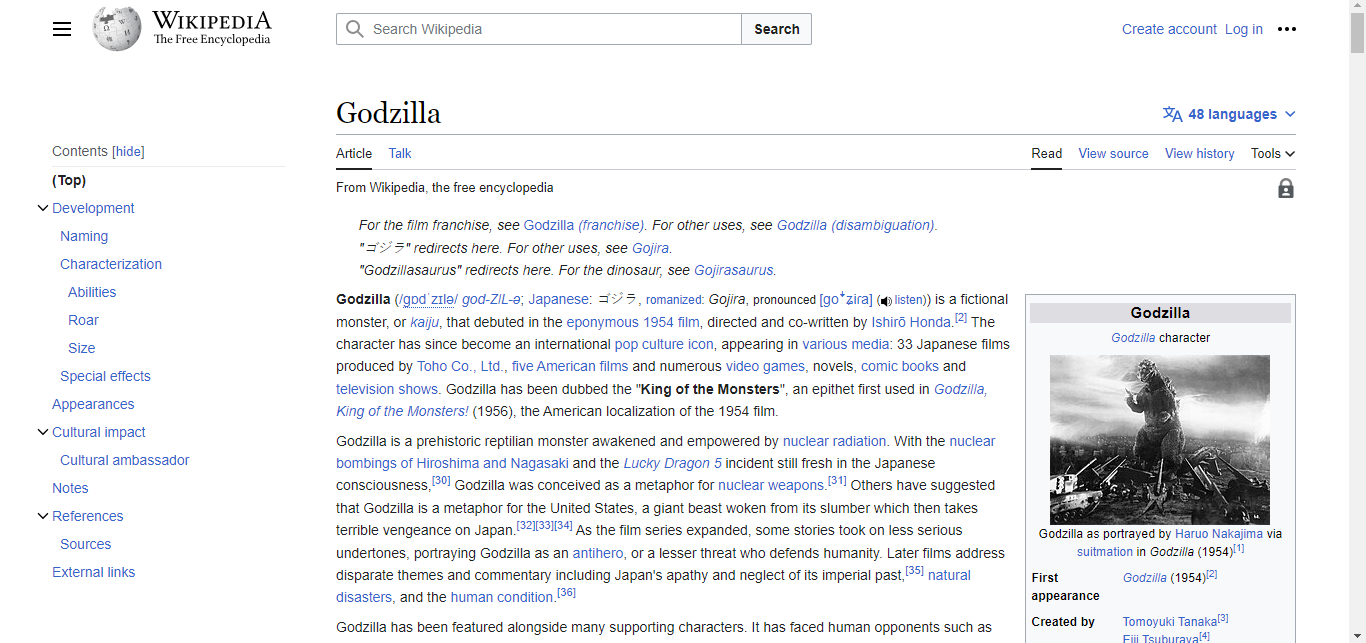 WIKIPEDIA
The Free Encyclopedia
Search Wikipedia
Search
Create account Log in
Godzilla
48 languages
Contents [hide]
(Top)
Development
Naming
Characterization
Abilities
Roar
Size
Special effects
Appearances
Cultural impact
Cultural ambassador
Notes
References
Sources
External links
Article Talk
Read View source View history Tools
From Wikipedia, the free encyclopedia
For the film franchise, see Godzilla (franchise). For other uses, see Godzilla (disambiguation).
"ゴジラ" redirects here. For other uses, see Gojira.
"Godzillasaurus" redirects here. For the dinosaur, see Gojirasaurus.
Godzilla (/ɡɒdˈzɪlə/ god-ZIL-ə; Japanese: ゴジラ, romanized: Gojira, pronounced [ɡoꜜʑiɾa] (listen)) is a fictional
monster, or kaiju, that debuted in the eponymous 1954 film, directed and co-written by Ishirō Honda.[2] The
character has since become an international pop culture icon, appearing in various media: 33 Japanese films
produced by Toho Co., Ltd., five American films and numerous video games, novels, comic books and
television shows. Godzilla has been dubbed the "King of the Monsters", an epithet first used in Godzilla,
King of the Monsters! (1956), the American localization of the 1954 film.
Godzilla is a prehistoric reptilian monster awakened and empowered by nuclear radiation. With the nuclear
bombings of Hiroshima and Nagasaki and the Lucky Dragon 5 incident still fresh in the Japanese
consciousness,[30] Godzilla was conceived as a metaphor for nuclear weapons.[31] Others have suggested
that Godzilla is a metaphor for the United States, a giant beast woken from its slumber which then takes
terrible vengeance on Japan.[32][33][34] As the film series expanded, some stories took on less serious
undertones, portraying Godzilla as an antihero, or a lesser threat who defends humanity. Later films address
disparate themes and commentary including Japan's apathy and neglect of its imperial past,[35] natural
disasters, and the human condition.[36]
Godzilla has been featured alongside many supporting characters. It has faced human opponents such as
Godzilla
Godzilla character
Godzilla as portrayed by Haruo Nakajima via
suitmation in Godzilla (1954)[1]
First appearance Godzilla (1954)[2]
Created by Tomoyuki Tanaka[3]
Eiji Tsuburaya[4]